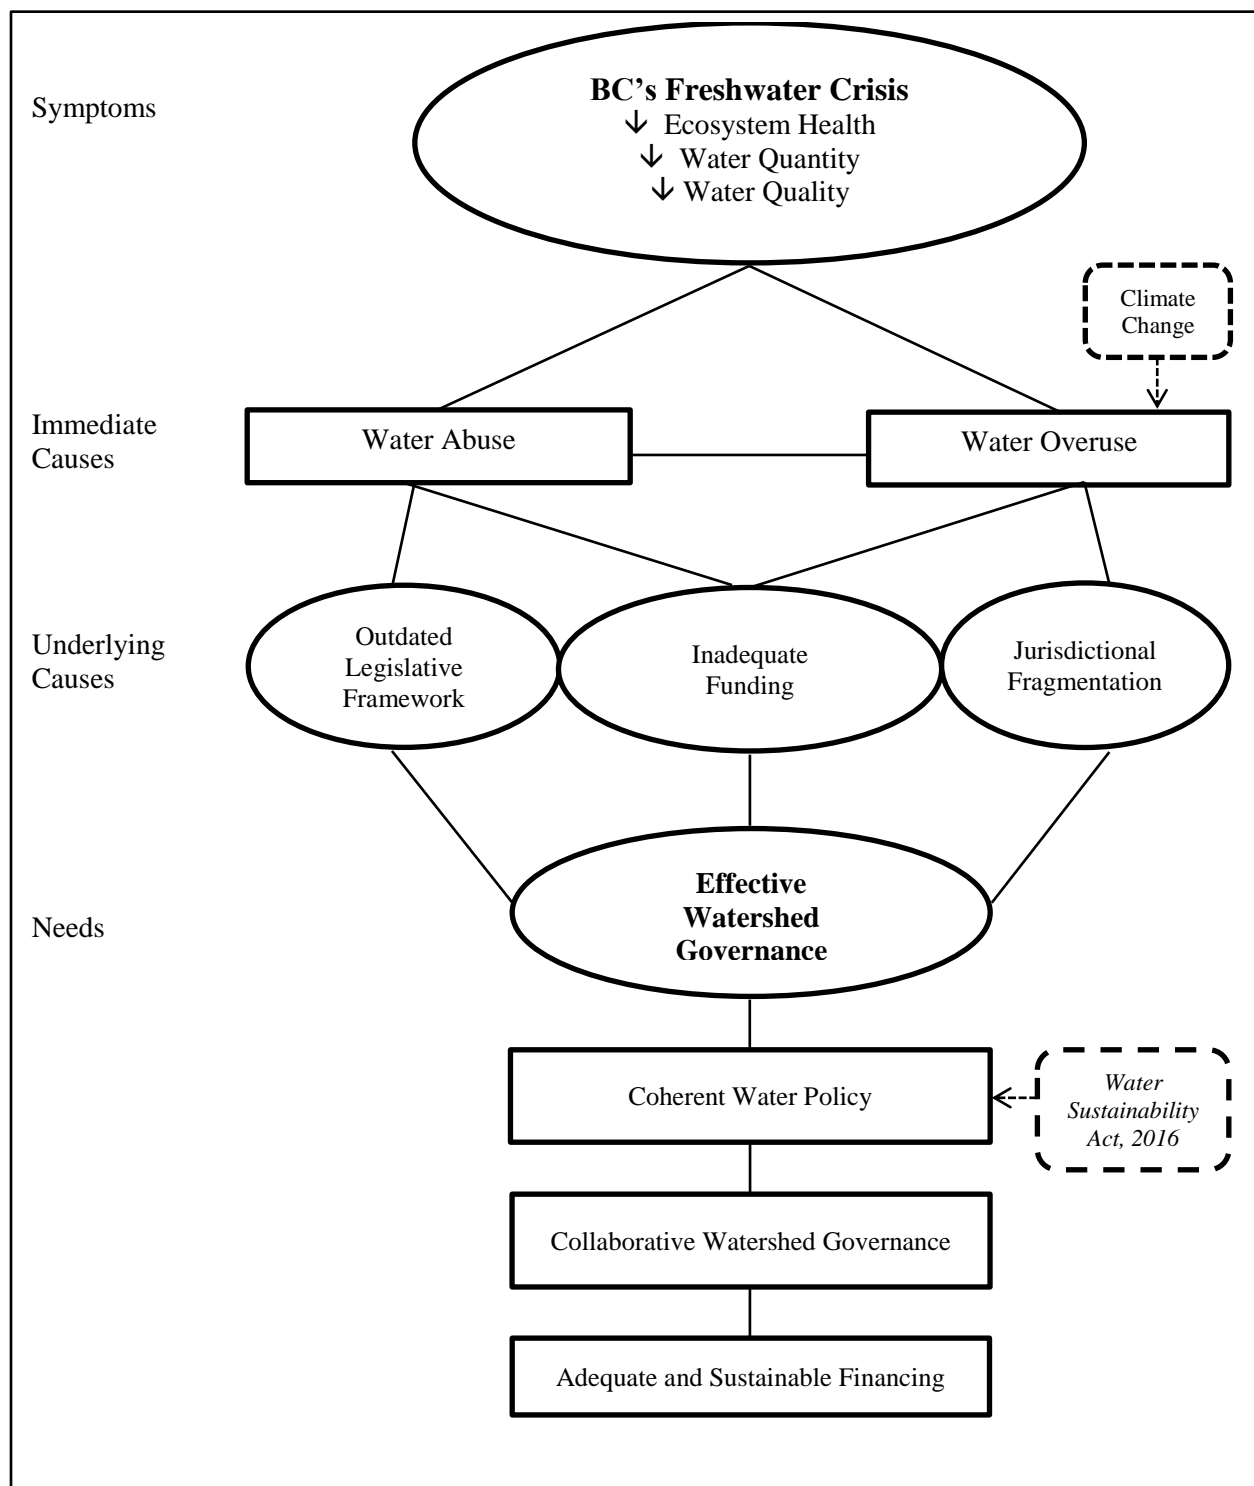 Symptoms
BC’s Freshwater Crisis
↓ Ecosystem Health
↓ Water Quantity
↓ Water Quality
Climate
Change
Immediate
Causes
Water Abuse
Water Overuse
Underlying
Causes
Outdated
Legislative
Framework
Inadequate
Funding
Jurisdictional
Fragmentation
Needs
Effective
Watershed
Governance
Coherent Water Policy
Water
Sustainability
Act, 2016
Collaborative Watershed Governance
Adequate and Sustainable Financing